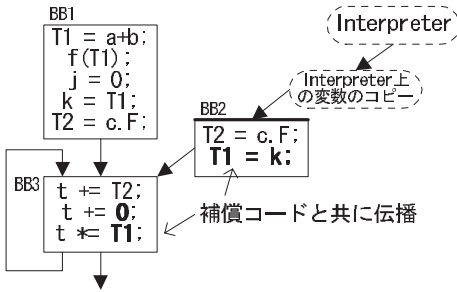 BB1
T1 = a+b;
f(T1);
j = 0;
k = T1;
T2 = c.F;
Interpreter
Interpreter上
の変数のコピー
BB2
T2 = c.F;
T1 = k;
BB3
t += T2;
t += 0;
t *= T1;
補償コードと共に伝播